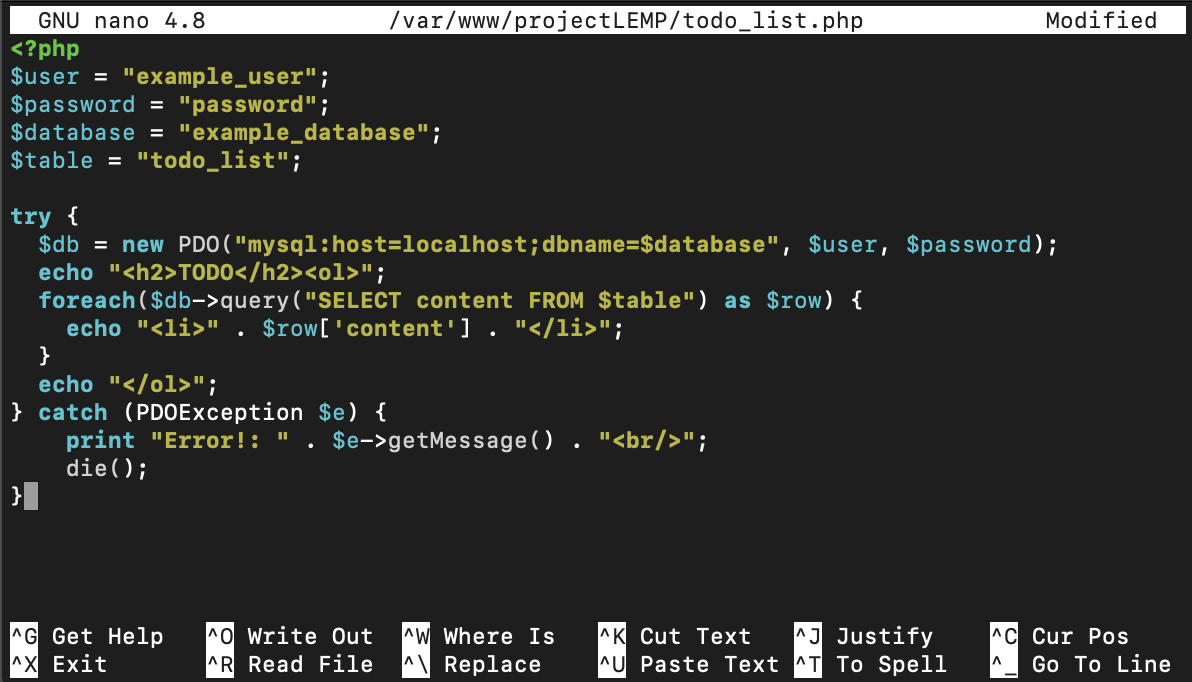 GNU nano 4.8 /var/www/projectLEMP/todo_list.php Modified
<?php
$user = "example_user";
$password = "password";
$database = "example_database";
$table = "todo_list";

try {
  $db = new PDO("mysql:host=localhost;dbname=$database", $user, $password);
  echo "<h2>TODO</h2><ol>";
  foreach($db->query("SELECT content FROM $table") as $row) {
    echo "<li>" . $row['content'] . "</li>";
  }
  echo "</ol>";
} catch (PDOException $e) {
    print "Error!: " . $e->getMessage() . "<br/>";
    die();
}
^G Get Help ^O Write Out ^W Where Is ^K Cut Text ^J Justify ^C Cur Pos
^X Exit ^R Read File ^\ Replace ^U Paste Text ^T To Spell ^_ Go To Line